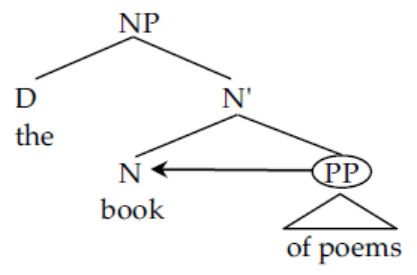 NP
D N'
the
N PP
book
of poems